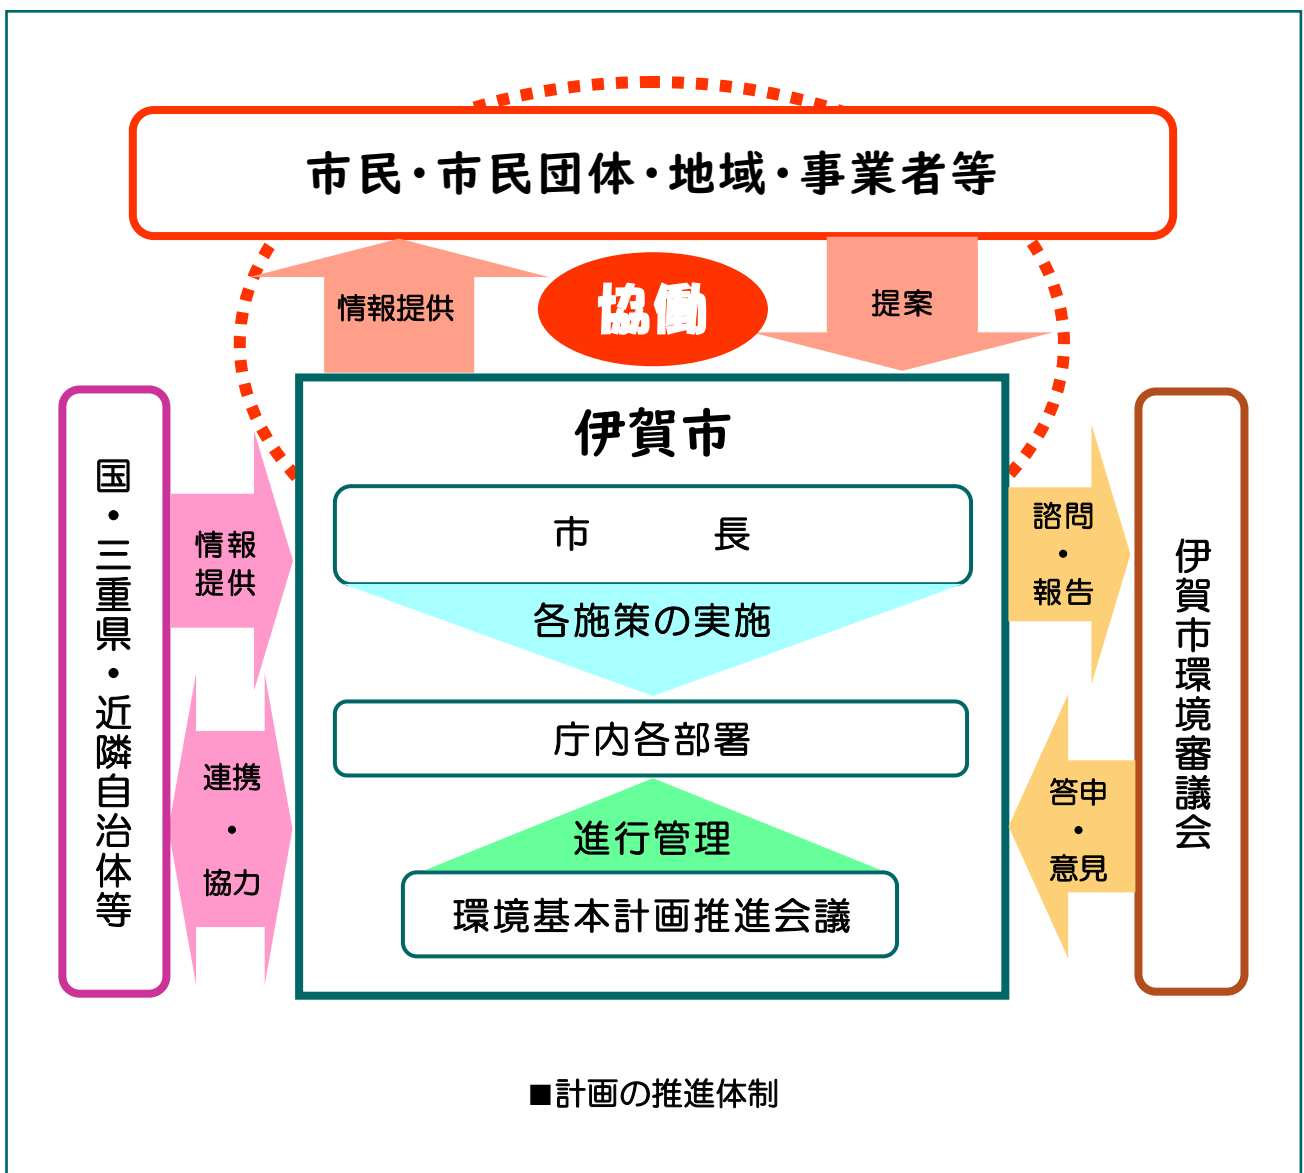 市民・市民団体・地域・事業者等
情報提供
協働
提案
伊賀市
国・三重県・近隣自治体等
情報
提供
連携
・
協力
市　　　長
各施策の実施
庁内各部署
進行管理
環境基本計画推進会議
諮問
・
報告
答申
・
意見
伊賀市環境審議会
■計画の推進体制